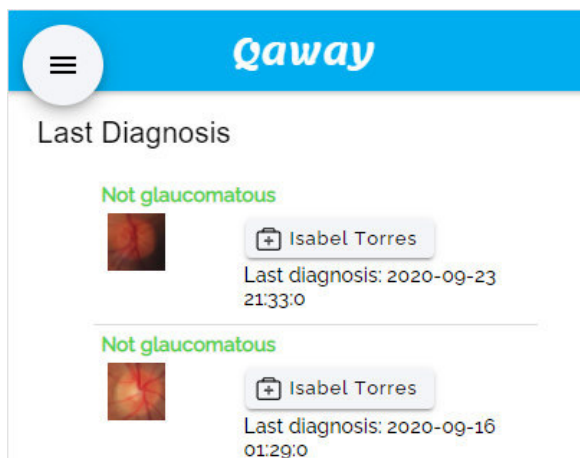 Qaway
Last Diagnosis
Not glaucomatous
Isabel Torres
Last diagnosis: 2020-09-23
21:33:0
Not glaucomatous
Isabel Torres
Last diagnosis: 2020-09-16
01:29:0